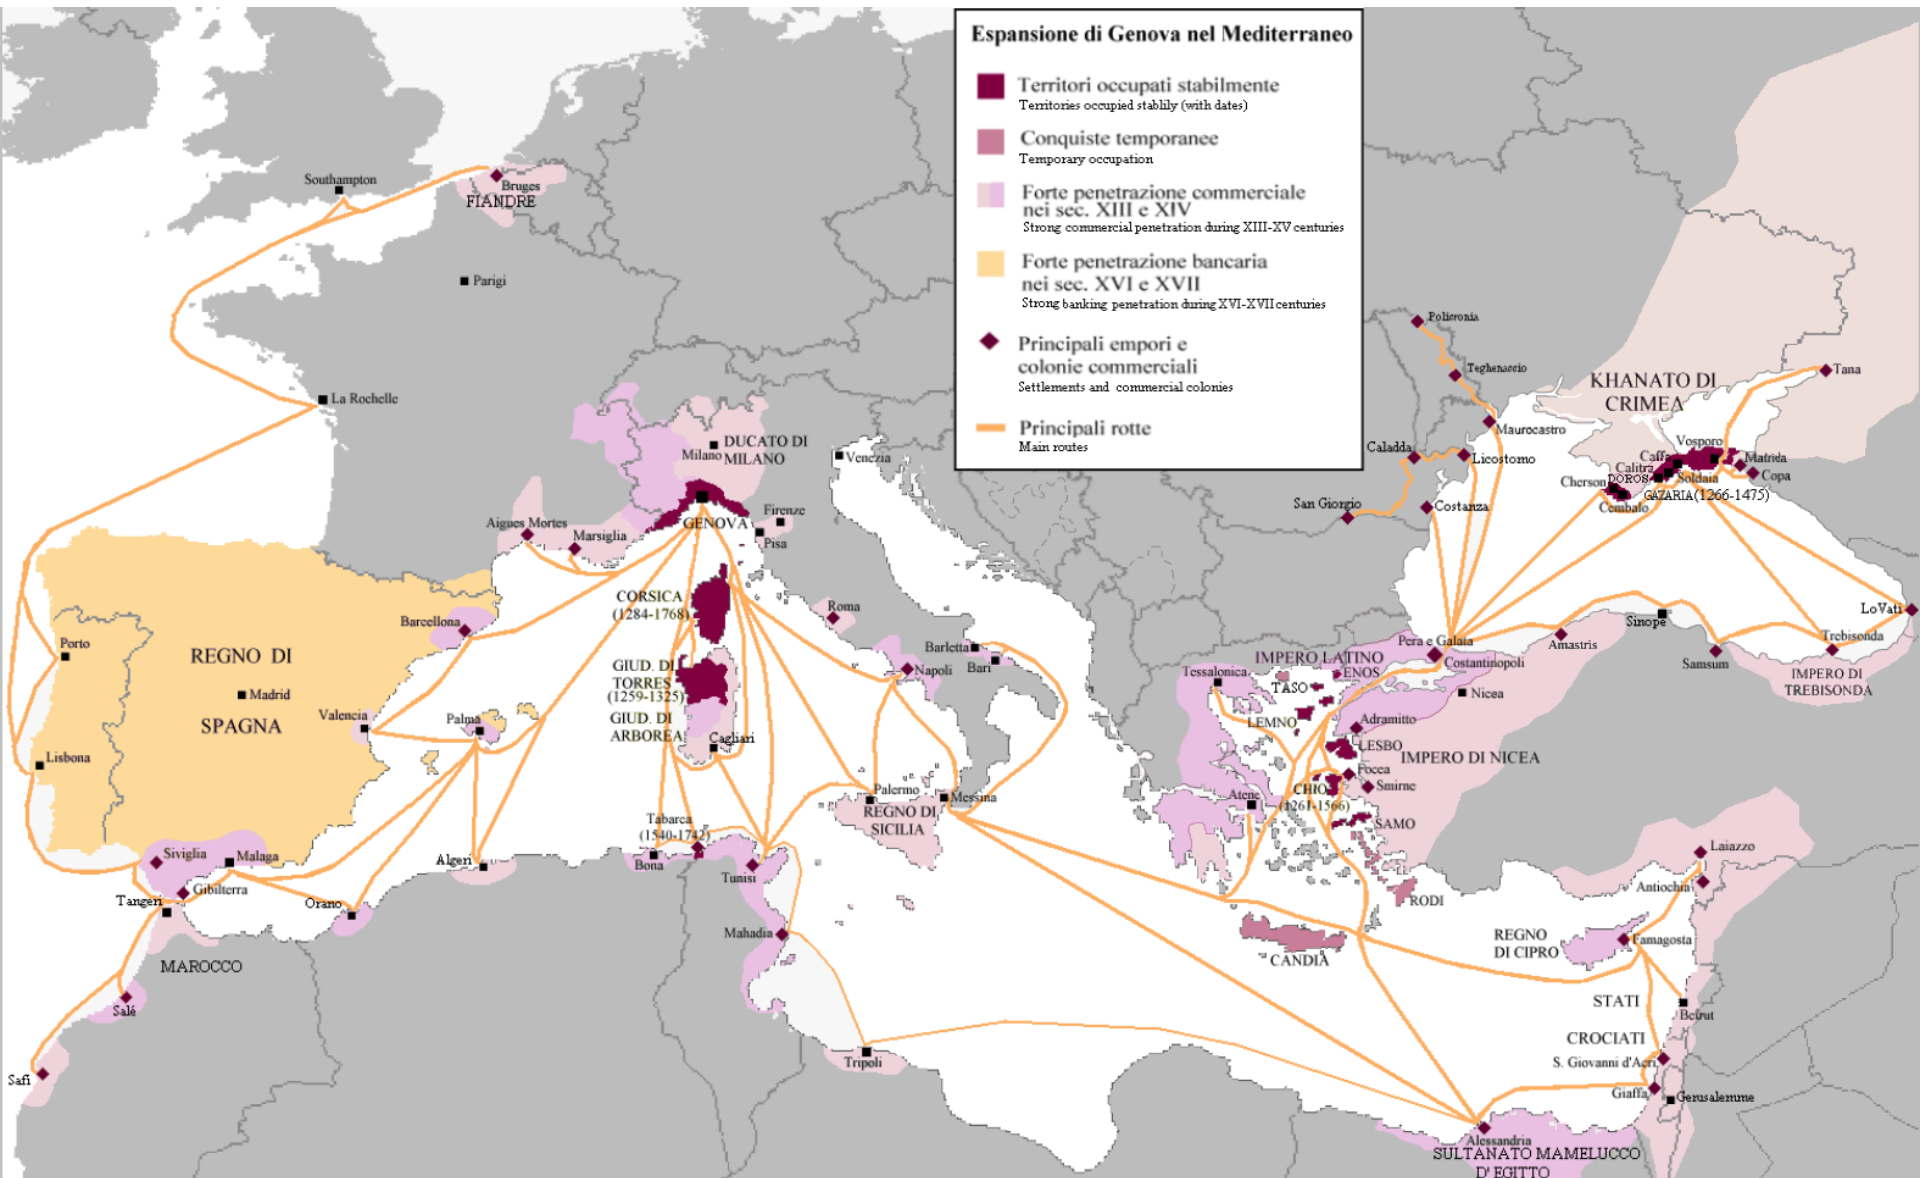 Espansione di Genova nel Mediterraneo
Territori occupati stabilmente
Territories occupied stablily (with dates)
Conquiste temporanee
Temporary occupation
Forte penetrazione commerciale
nei sec. XIII e XIV
Strong commercial penetration during XIII-XV centuries
Forte penetrazione bancaria
nei sec. XVI e XVII
Strong banking penetration during XVI-XVII centuries
Principali empori e
colonie commerciali
Settlements and commercial colonies
Principali rotte
Main routes
Southampton
Bruges
FIANDRE
Parigi
La Rochelle
Policronia
Teghenaccio
Maurocastro
Caladda
Licostomo
San Giorgio
Costanza
KHANATO DI
CRIMEA
Tana
Vosporo
Caffa
Matrida
Calitra
Soldaia
Copa
Cherson
DOROS
GAZARIA (1266-1475)
Cembalo
DUCATO DI
Milano
MILANO
Venezia
GENOVA
Firenze
Pisa
Aigues Mortes
Marsiglia
CORSICA
(1284-1768)
Roma
Barcellona
Porto
REGNO DI
Madrid
SPAGNA
Valencia
Palma
Lisbona
GIUD. DI
TORRES
(1259-1325)
GIUD. DI
ARBOREA
Cagliari
Napoli
Barletta
Bari
LoVati
Sinope
Trebisonda
Amastris
Samsum
IMPERO DI
TREBISONDA
Pera e Galata
Costantinopoli
IMPERO LATINO
ENOS
Tessalonica
TASO
Nicea
LEMNO
Adramitto
LESBO
IMPERO DI NICEA
Focea
Smirne
CHIO
(1261-1566)
Atene
SAMO
Palermo
Messina
REGNO DI
SICILIA
Tabarca
(1540-1742)
Siviglia
Malaga
Gibilterra
Tangeri
Orano
Algeri
Bona
Tunisi
Mahadia
MAROCCO
Salé
Safi
Tripoli
Laiazzo
Antiochia
RODI
CANDIA
REGNO
DI CIPRO
Famagosta
STATI
CROCIATI
Beirut
S. Giovanni d'Acri
Giaffa
Gerusalemme
Alessandria
SULTANATO MAMELUCCO
D' EGITTO